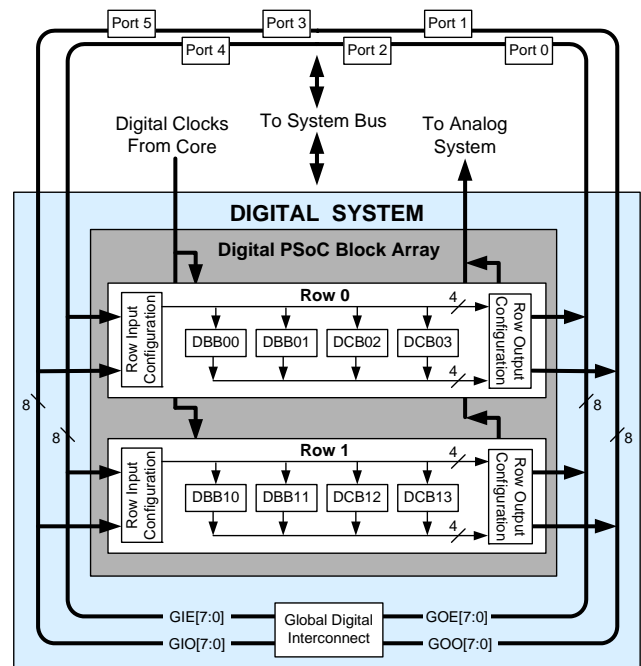 Port 5
Port 3
Port 1
Port 4
Port 2
Port 0
Digital Clocks
From Core
To System Bus
To Analog
System
DIGITAL SYSTEM
Digital PSoC Block Array
Row 0
Row Input
Configuration
4
DBB00
DBB01
DCB02
DCB03
4
Row Output
Configuration
8
8
8
8
Row 1
Row Input
Configuration
4
DBB10
DBB11
DCB12
DCB13
4
Row Output
Configuration
GIE[7:0]
GIO[7:0]
Global Digital
Interconnect
GOE[7:0]
GOO[7:0]